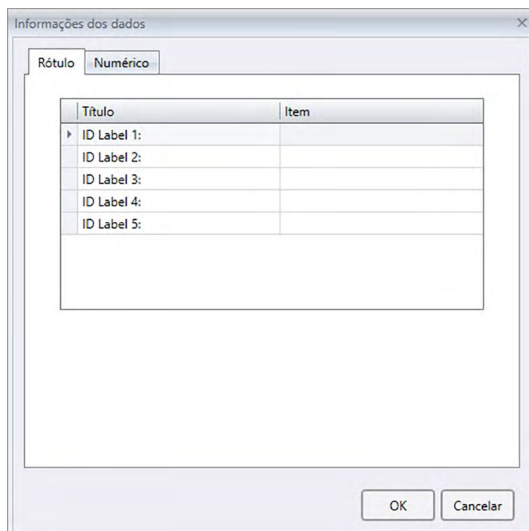 Informações dos dados
Rótulo Numérico
Título Item
ID Label 1:
ID Label 2:
ID Label 3:
ID Label 4:
ID Label 5:
OK Cancelar